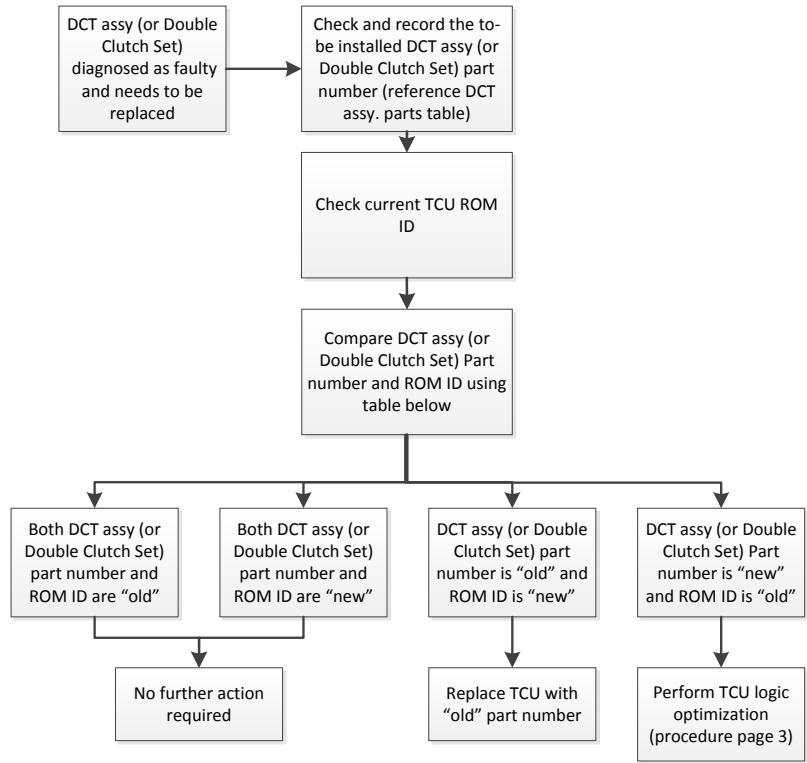 DCT assy (or Double
Clutch Set)
diagnosed as faulty
and needs to be
replaced
Check and record the to-
be installed DCT assy (or
Double Clutch Set) part
number (reference DCT
assy. parts table)
Check current TCU ROM
ID
Compare DCT assy (or
Double Clutch Set) Part
number and ROM ID using
table below
Both DCT assy (or
Double Clutch Set)
part number and
ROM ID are “old”
Both DCT assy (or
Double Clutch Set)
part number and
ROM ID are “new”
DCT assy (or Double
Clutch Set) part
number is “old” and
ROM ID is “new”
DCT assy (or Double
Clutch Set) Part
number is “new”
and ROM ID is “old”
No further action
required
Replace TCU with
“old” part number
Perform TCU logic
optimization
(procedure page 3)